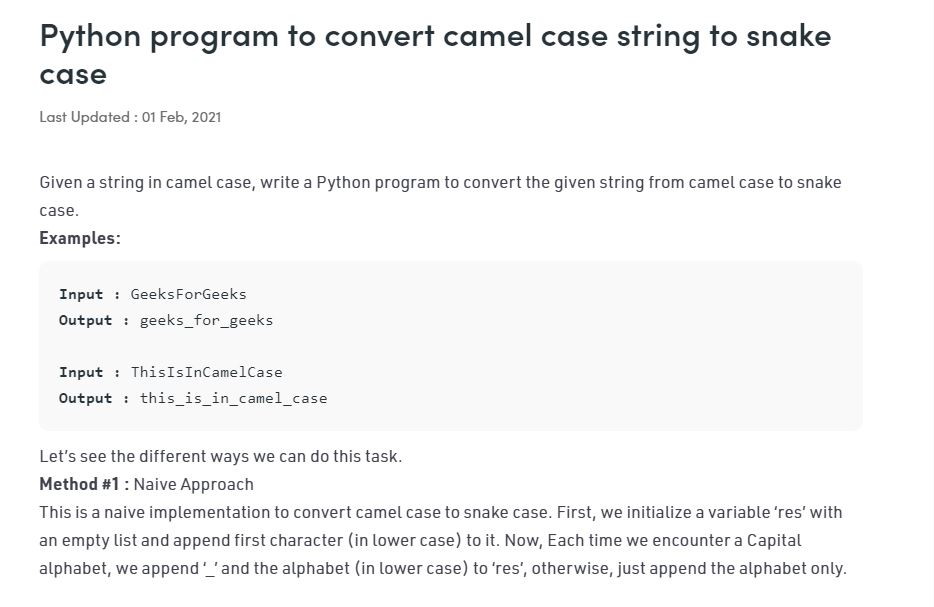 Python program to convert camel case string to snake
case
Last Updated : 01 Feb, 2021
Given a string in camel case, write a Python program to convert the given string from camel case to snake
case.
Examples:
Input : GeeksForGeeks
Output : geeks_for_geeks
Input : ThisIsInCamelCase
Output : this_is_in_camel_case
Let’s see the different ways we can do this task.
Method #1 : Naive Approach
This is a naive implementation to convert camel case to snake case. First, we initialize a variable ‘res’ with
an empty list and append first character (in lower case) to it. Now, Each time we encounter a Capital
alphabet, we append ‘_’ and the alphabet (in lower case) to ‘res’, otherwise, just append the alphabet only.